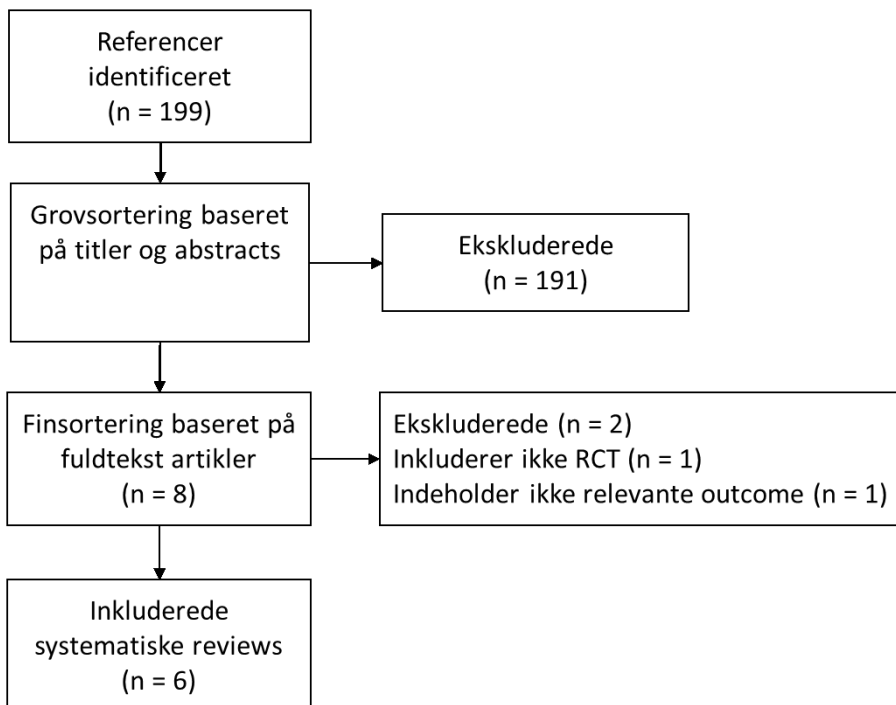 Referencer
identificeret
(n = 199)
Grovsortering baseret
på titler og abstracts
Ekskluderede
(n = 191)
Finsortering baseret på
fuldtekst artikler
(n = 8)
Ekskluderede (n = 2)
Inkluderer ikke RCT (n = 1)
Indeholder ikke relevante outcome (n = 1)
Inkluderede
systematiske reviews
(n = 6)